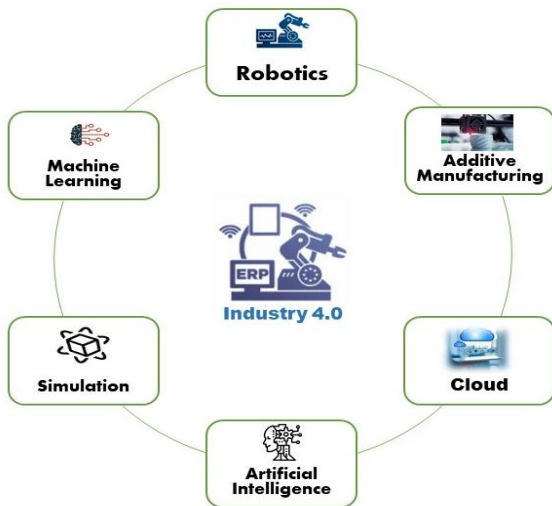 Robotics
Machine
Learning
Additive
Manufacturing
ERP
Industry 4.0
Simulation
Cloud
Artificial
Intelligence